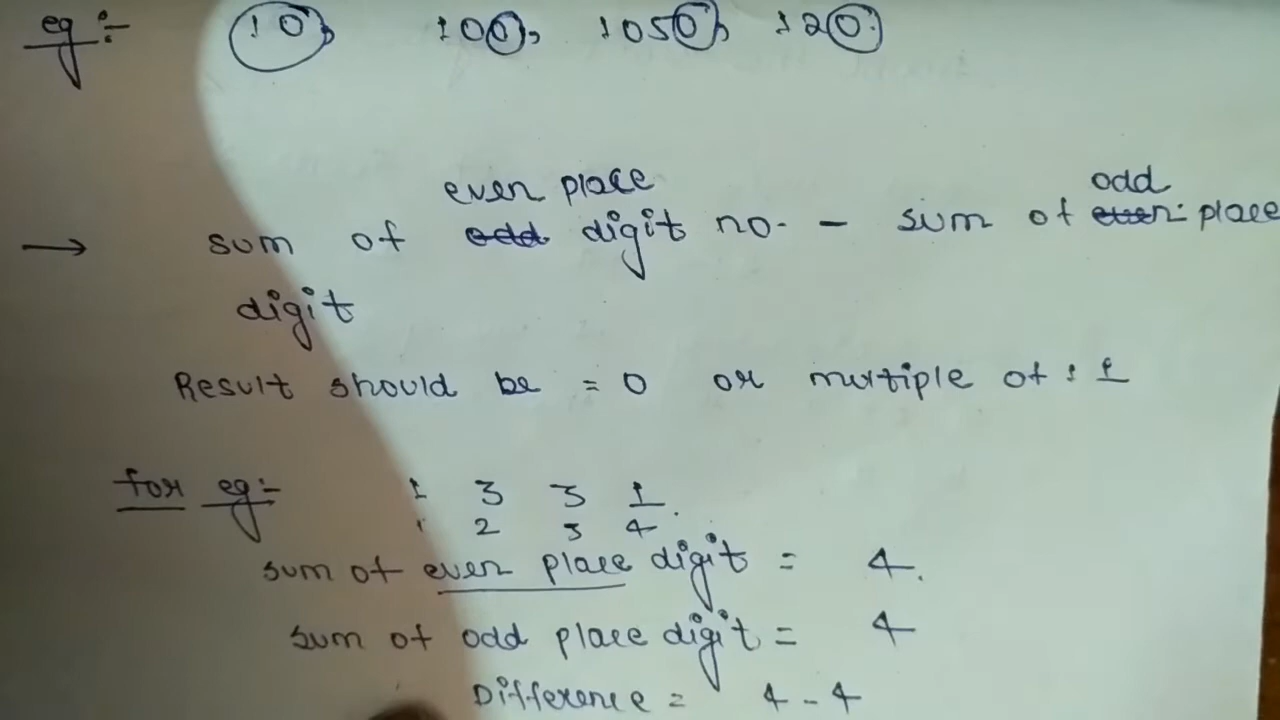 eg:-   10,   100,   1050,   120.
even place odd
→ sum of odd digit no. - sum of even place
digit
Result should be = 0 or multiple of 11
for eg:- 1 3 3 1.
1 2 3 4
sum of even place digit = 4.
sum of odd place digit = 4
Difference = 4-4